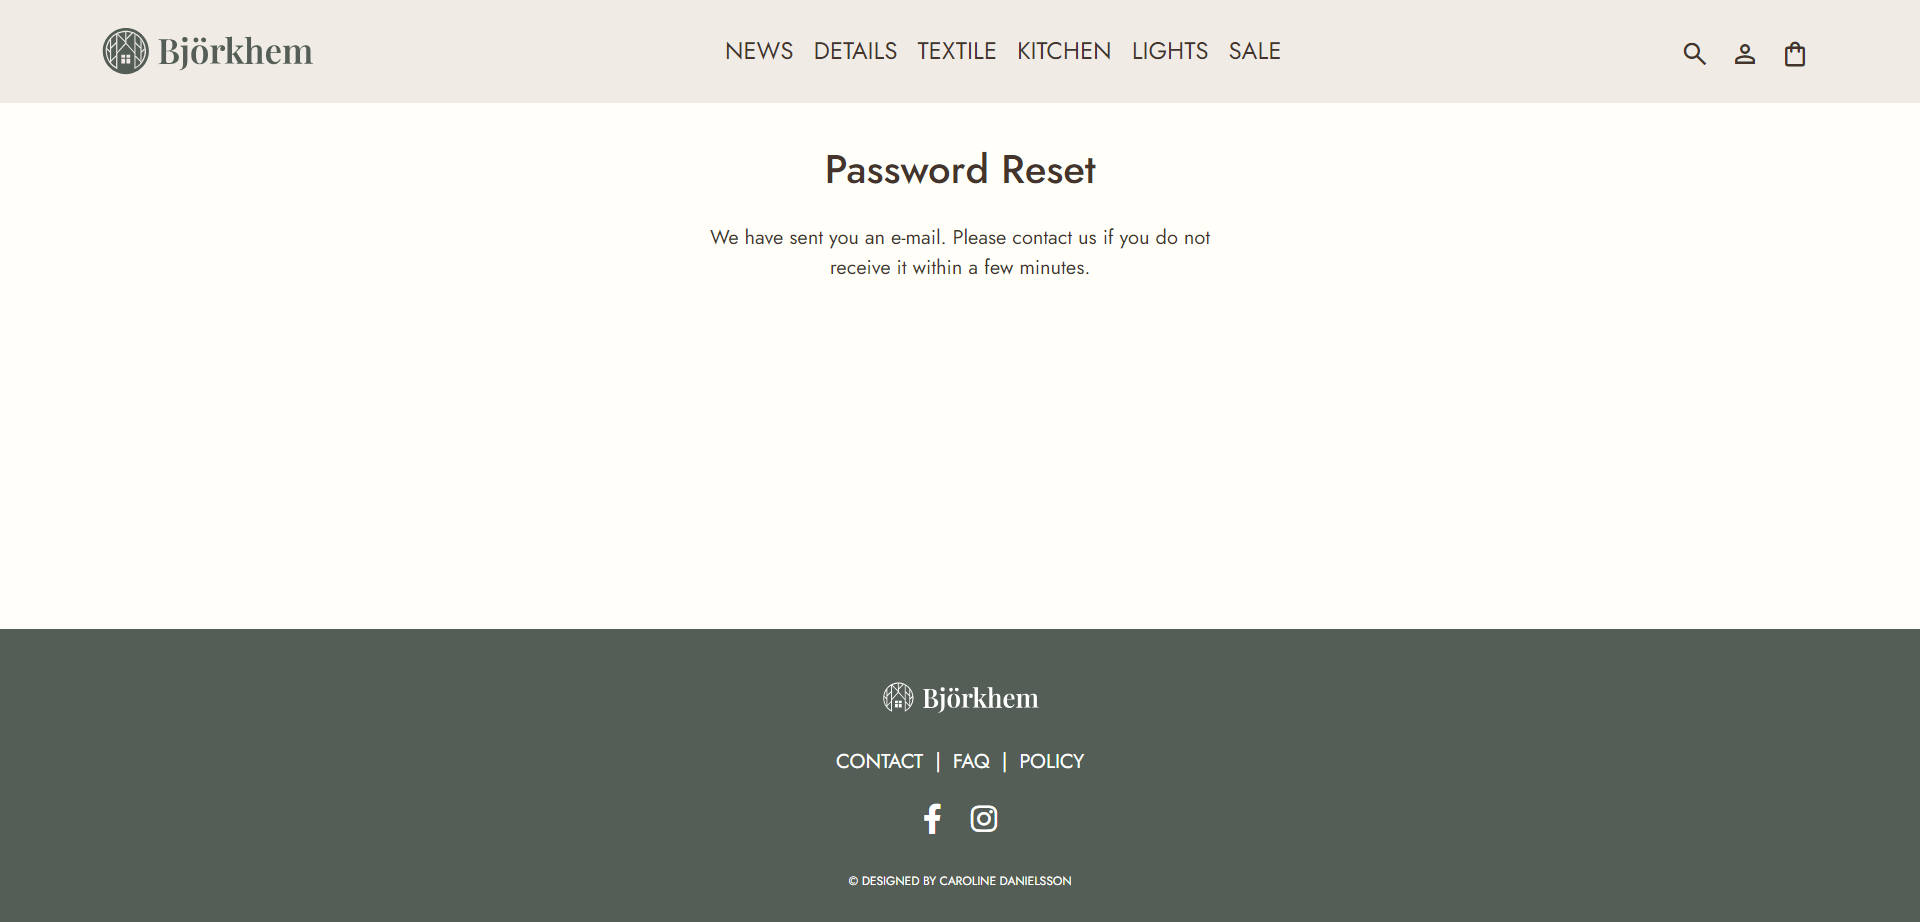 Björkhem
NEWS DETAILS TEXTILE KITCHEN LIGHTS SALE
Password Reset
We have sent you an e-mail. Please contact us if you do not
receive it within a few minutes.
Björkhem
CONTACT | FAQ | POLICY
© DESIGNED BY CAROLINE DANIELSSON